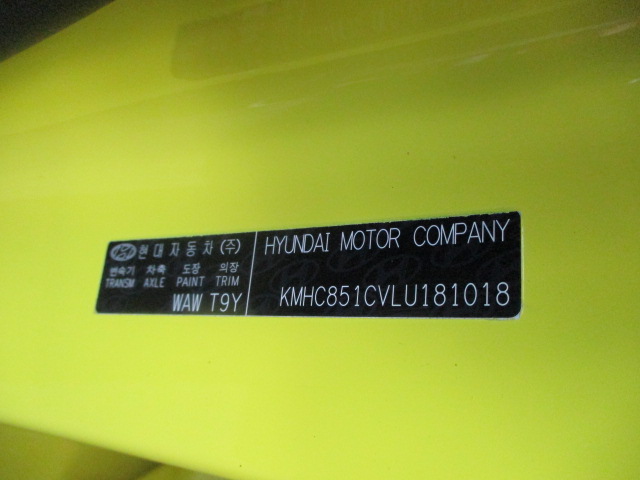 현대자동차(주)
변속기 차축 도장 의장
TRANSM AXLE PAINT TRIM
WAW T9Y
HYUNDAI MOTOR COMPANY
KMHC851CVLU181018